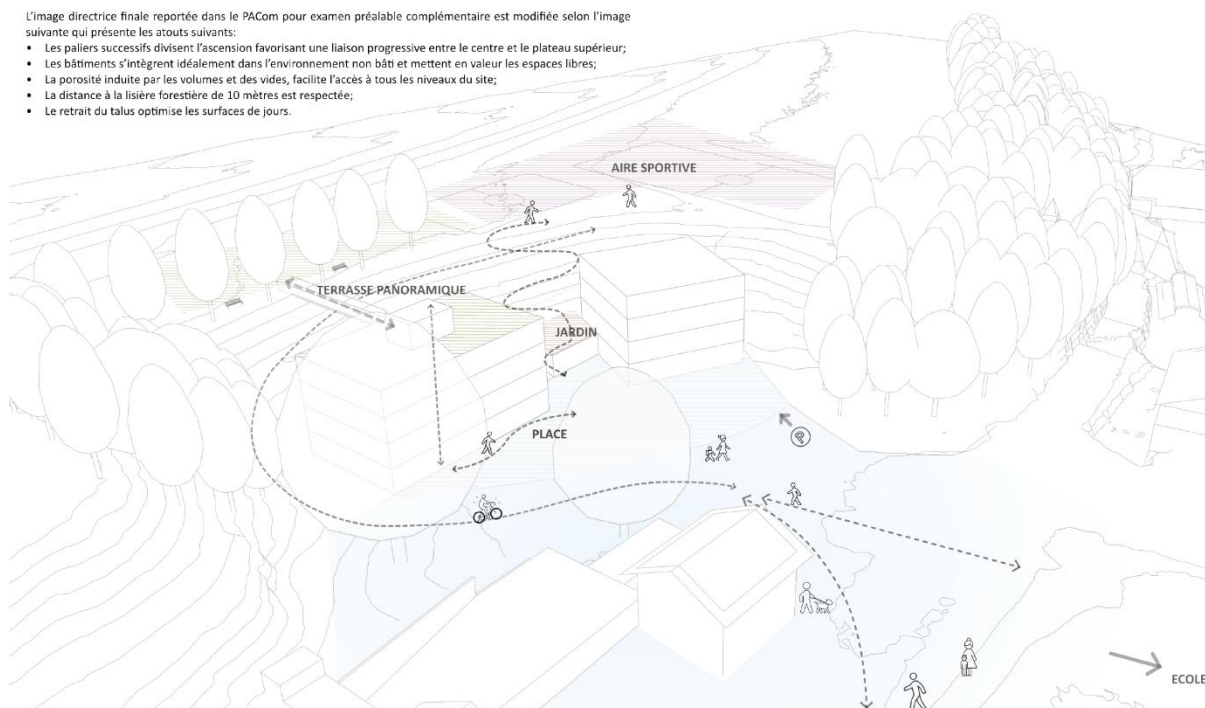 L'image directrice finale reportée dans le PACom pour examen préalable complémentaire est modifiée selon l'image
suivante qui présente les atouts suivants:
• Les paliers successifs divisent l'ascension favorisant une liaison progressive entre le centre et le plateau supérieur;
• Les bâtiments s'intègrent idéalement dans l'environnement non bâti et mettent en valeur les espaces libres;
• La porosité induite par les volumes et des vides, facilite l'accès à tous les niveaux du site;
• La distance à la lisière forestière de 10 mètres est respectée;
• Le retrait du talus optimise les surfaces de jours.
AIRE SPORTIVE
TERRASSE PANORAMIQUE
JARDIN
PLACE
P
ECOLE